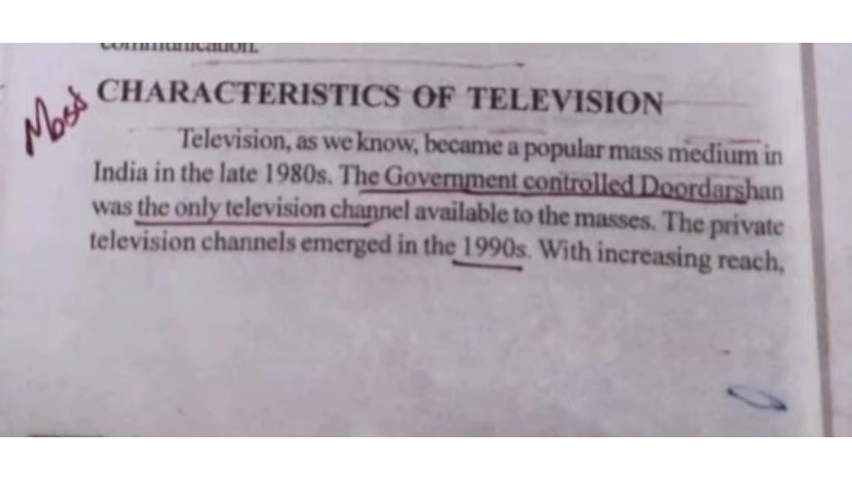 communication.
Most
CHARACTERISTICS OF TELEVISION
Television, as we know, became a popular mass medium in
India in the late 1980s. The Government controlled Doordarshan
was the only television channel available to the masses. The private
television channels emerged in the 1990s. With increasing reach,